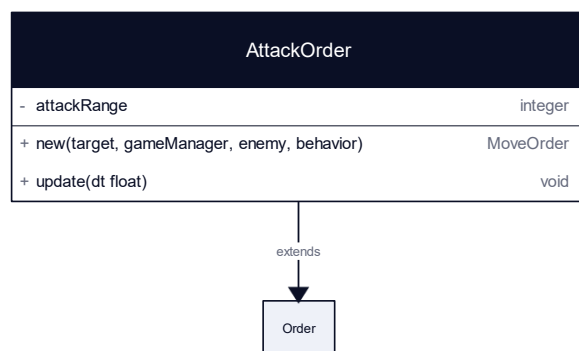 AttackOrder
- attackRange integer
+ new(target, gameManager, enemy, behavior) MoveOrder
+ update(dt float) void
extends
Order